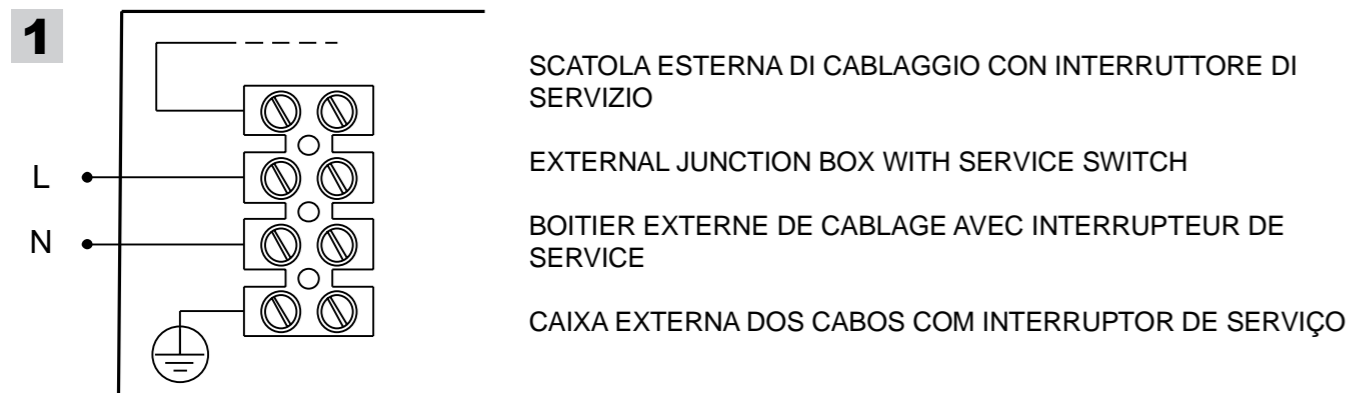 1
L
N
SCATOLA ESTERNA DI CABLAGGIO CON INTERRUTTORE DI
SERVIZIO
EXTERNAL JUNCTION BOX WITH SERVICE SWITCH
BOITIER EXTERNE DE CABLAGE AVEC INTERRUPTEUR DE
SERVICE
CAIXA EXTERNA DOS CABOS COM INTERRUPTOR DE SERVIÇO